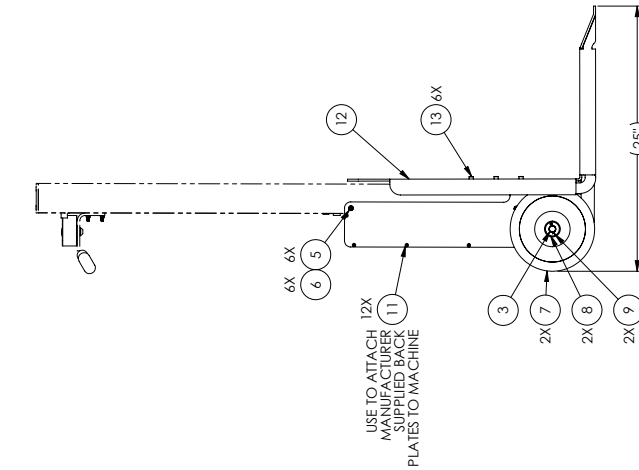 12
13 6X
6X 6X
6 5
12X
11
USE TO ATTACH
MANUFACTURER
SUPPLIED BACK
PLATES TO MACHINE
3
2X 7
2X 8
2X 9
(25")